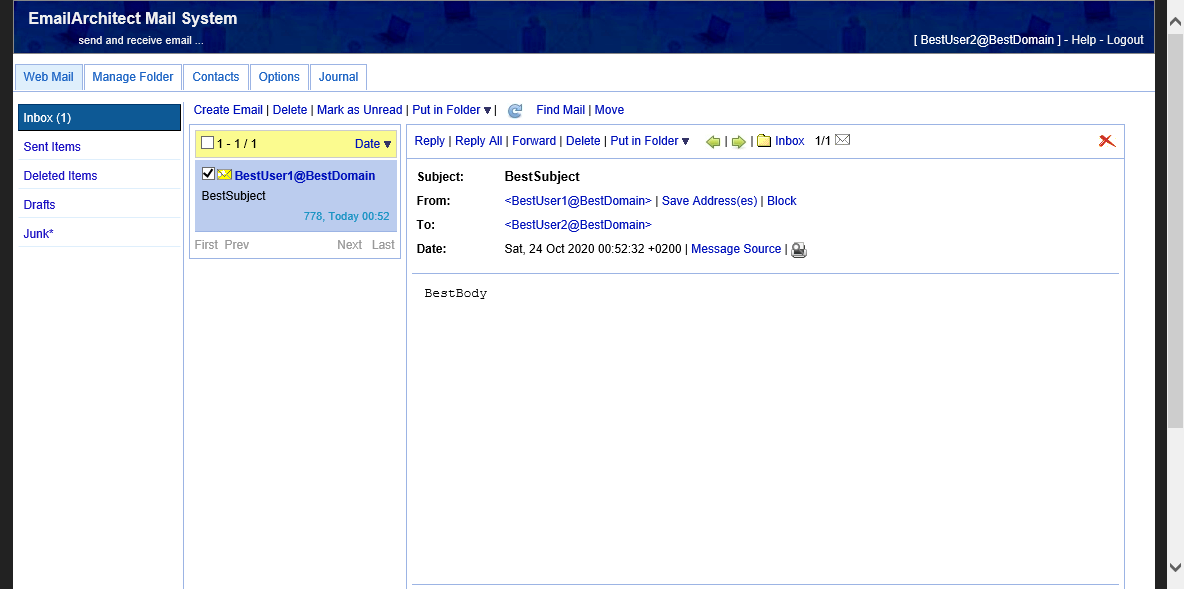 EmailArchitect Mail System
send and receive email ...
[ BestUser2@BestDomain ] - Help - Logout
Web Mail Manage Folder Contacts Options Journal
Inbox (1)
Sent Items
Deleted Items
Drafts
Junk*
Create Email | Delete | Mark as Unread | Put in Folder ▼ | Find Mail | Move
1 - 1 / 1 Date ▼
BestUser1@BestDomain
BestSubject
778, Today 00:52
First Prev Next Last
Reply | Reply All | Forward | Delete | Put in Folder ▼ | | Inbox 1/1
Subject: BestSubject
From: <BestUser1@BestDomain> | Save Address(es) | Block
To: <BestUser2@BestDomain>
Date: Sat, 24 Oct 2020 00:52:32 +0200 | Message Source |
BestBody